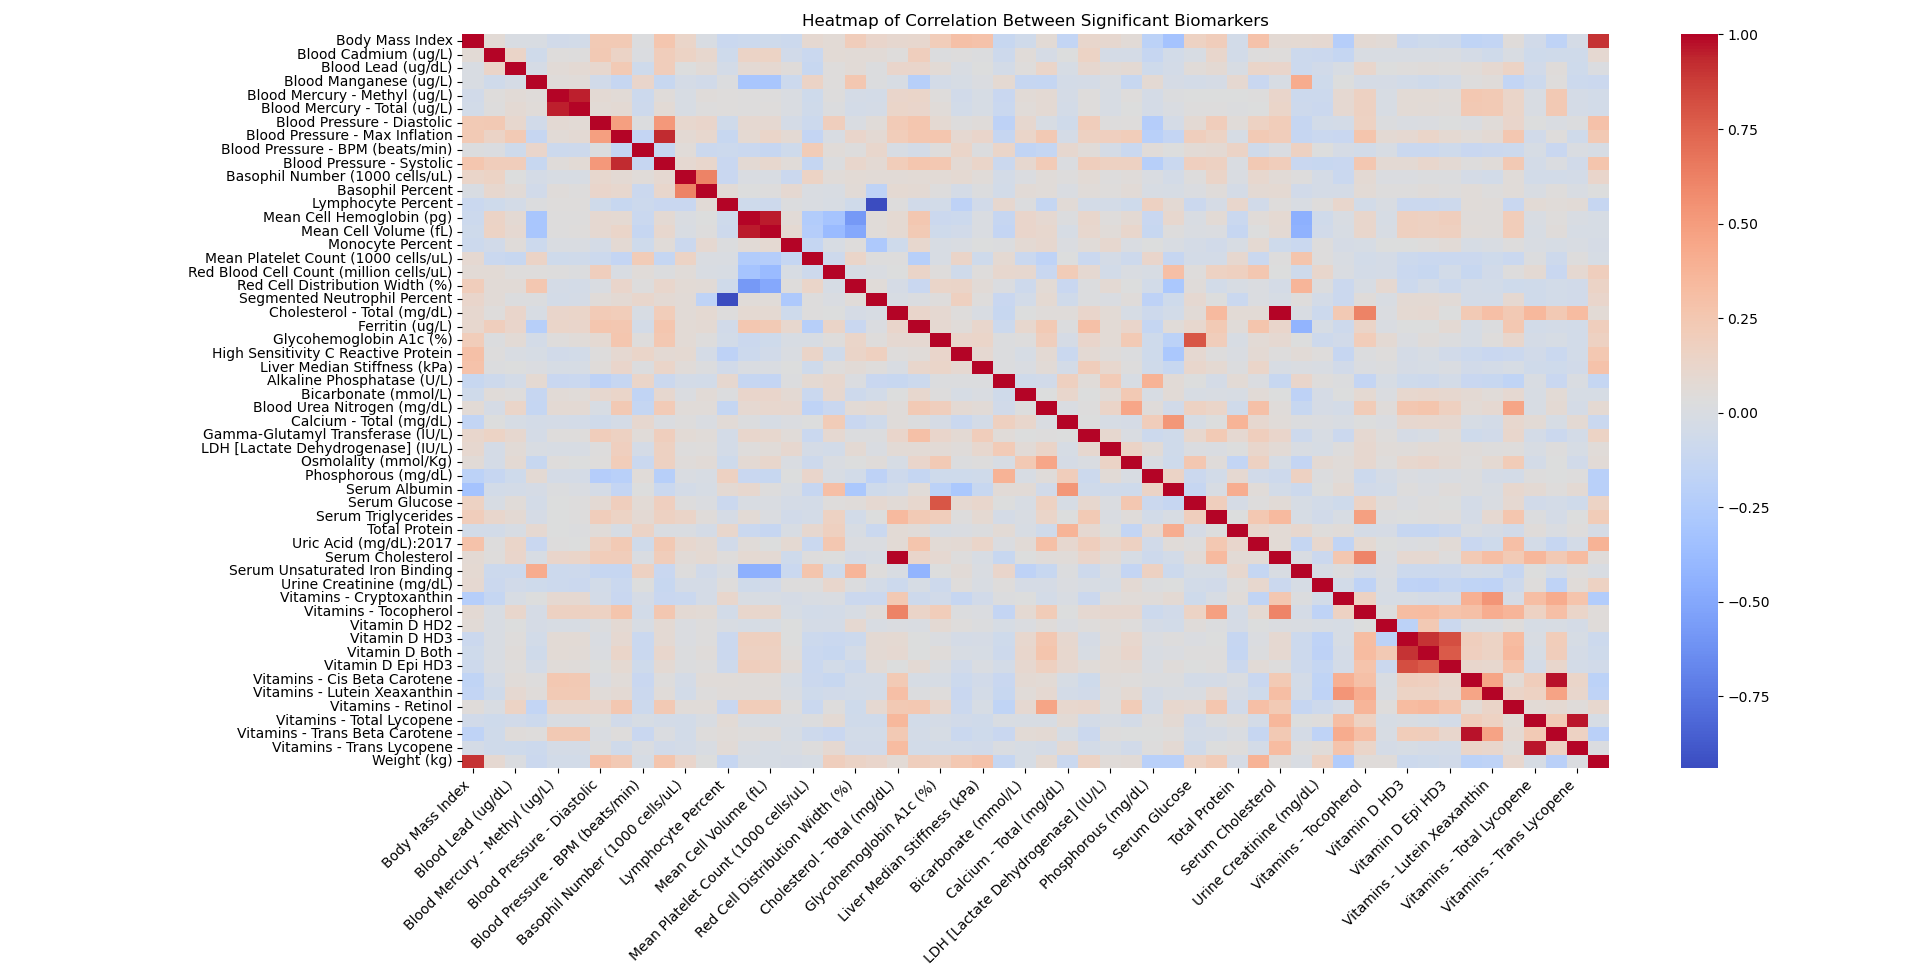 Heatmap of Correlation Between Significant Biomarkers
Body Mass Index
Blood Cadmium (ug/L)
Blood Lead (ug/dL)
Blood Manganese (ug/L)
Blood Mercury - Methyl (ug/L)
Blood Mercury - Total (ug/L)
Blood Pressure - Diastolic
Blood Pressure - Max Inflation
Blood Pressure - BPM (beats/min)
Blood Pressure - Systolic
Basophil Number (1000 cells/uL)
Basophil Percent
Lymphocyte Percent
Mean Cell Hemoglobin (pg)
Mean Cell Volume (fL)
Monocyte Percent
Mean Platelet Count (1000 cells/uL)
Red Blood Cell Count (million cells/uL)
Red Cell Distribution Width (%)
Segmented Neutrophil Percent
Cholesterol - Total (mg/dL)
Ferritin (ug/L)
Glycohemoglobin A1c (%)
High Sensitivity C Reactive Protein
Liver Median Stiffness (kPa)
Alkaline Phosphatase (U/L)
Bicarbonate (mmol/L)
Blood Urea Nitrogen (mg/dL)
Calcium - Total (mg/dL)
Gamma-Glutamyl Transferase (IU/L)
LDH [Lactate Dehydrogenase] (IU/L)
Osmolality (mmol/Kg)
Phosphorous (mg/dL)
Serum Albumin
Serum Glucose
Serum Triglycerides
Total Protein
Uric Acid (mg/dL):2017
Serum Cholesterol
Serum Unsaturated Iron Binding
Urine Creatinine (mg/dL)
Vitamins - Cryptoxanthin
Vitamins - Tocopherol
Vitamin D HD2
Vitamin D HD3
Vitamin D Both
Vitamin D Epi HD3
Vitamins - Cis Beta Carotene
Vitamins - Lutein Xeaxanthin
Vitamins - Retinol
Vitamins - Total Lycopene
Vitamins - Trans Beta Carotene
Vitamins - Trans Lycopene
Weight (kg)
Body Mass Index
Blood Lead (ug/dL)
Blood Mercury - Methyl (ug/L)
Blood Pressure - Diastolic
Blood Pressure - BPM (beats/min)
Basophil Number (1000 cells/uL)
Lymphocyte Percent
Mean Cell Volume (fL)
Mean Platelet Count (1000 cells/uL)
Red Cell Distribution Width (%)
Cholesterol - Total (mg/dL)
Glycohemoglobin A1c (%)
Liver Median Stiffness (kPa)
Bicarbonate (mmol/L)
Calcium - Total (mg/dL)
LDH [Lactate Dehydrogenase] (IU/L)
Phosphorous (mg/dL)
Serum Glucose
Total Protein
Serum Cholesterol
Urine Creatinine (mg/dL)
Vitamins - Tocopherol
Vitamin D HD3
Vitamin D Epi HD3
Vitamins - Lutein Xeaxanthin
Vitamins - Total Lycopene
Vitamins - Trans Lycopene
1.00
0.75
0.50
0.25
0.00
−0.25
−0.50
−0.75